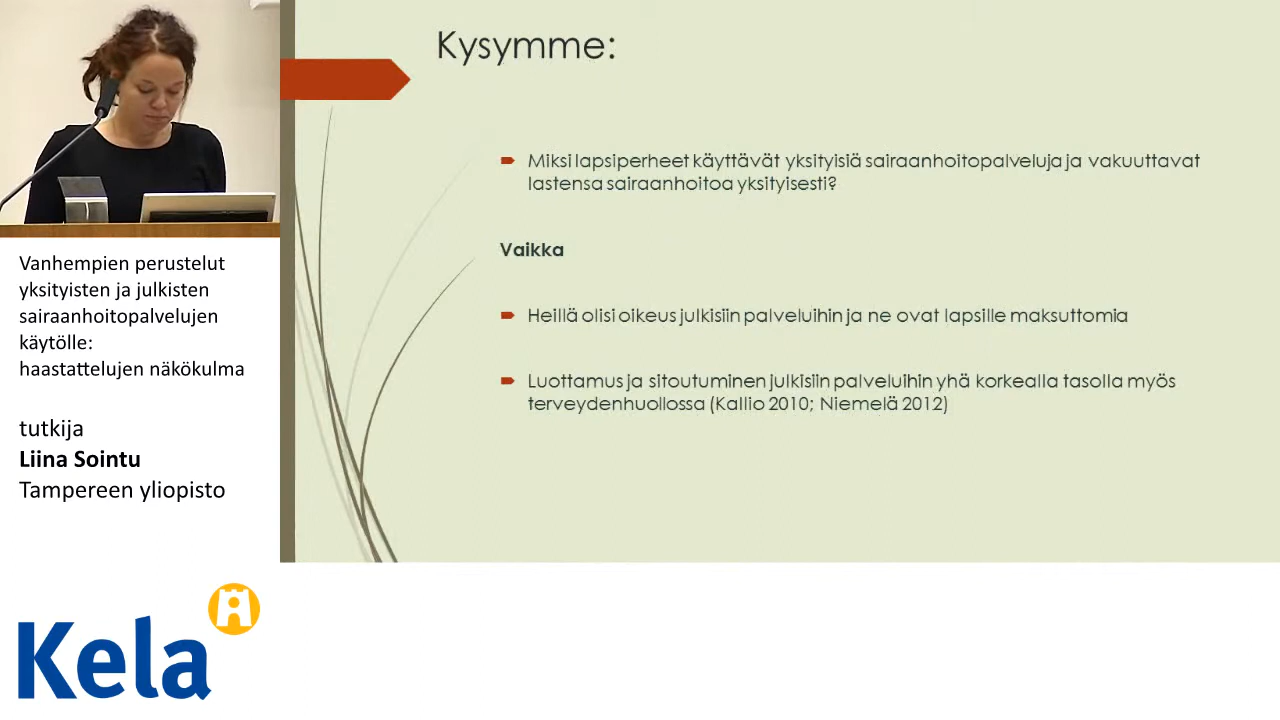 Kysymme:
Miksi lapsiperheet käyttävät yksityisiä sairaanhoitopalveluja ja vakuuttavat
lastensa sairaanhoitoa yksityisesti?
Vaikka
Heillä olisi oikeus julkisiin palveluihin ja ne ovat lapsille maksuttomia
Luottamus ja sitoutuminen julkisiin palveluihin yhä korkealla tasolla myös
terveydenhuollossa (Kallio 2010; Niemelä 2012)
Vanhempien perustelut
yksityisten ja julkisten
sairaanhoitopalvelujen
käytölle:
haastattelujen näkökulma
tutkija
Liina Sointu
Tampereen yliopisto
Kela